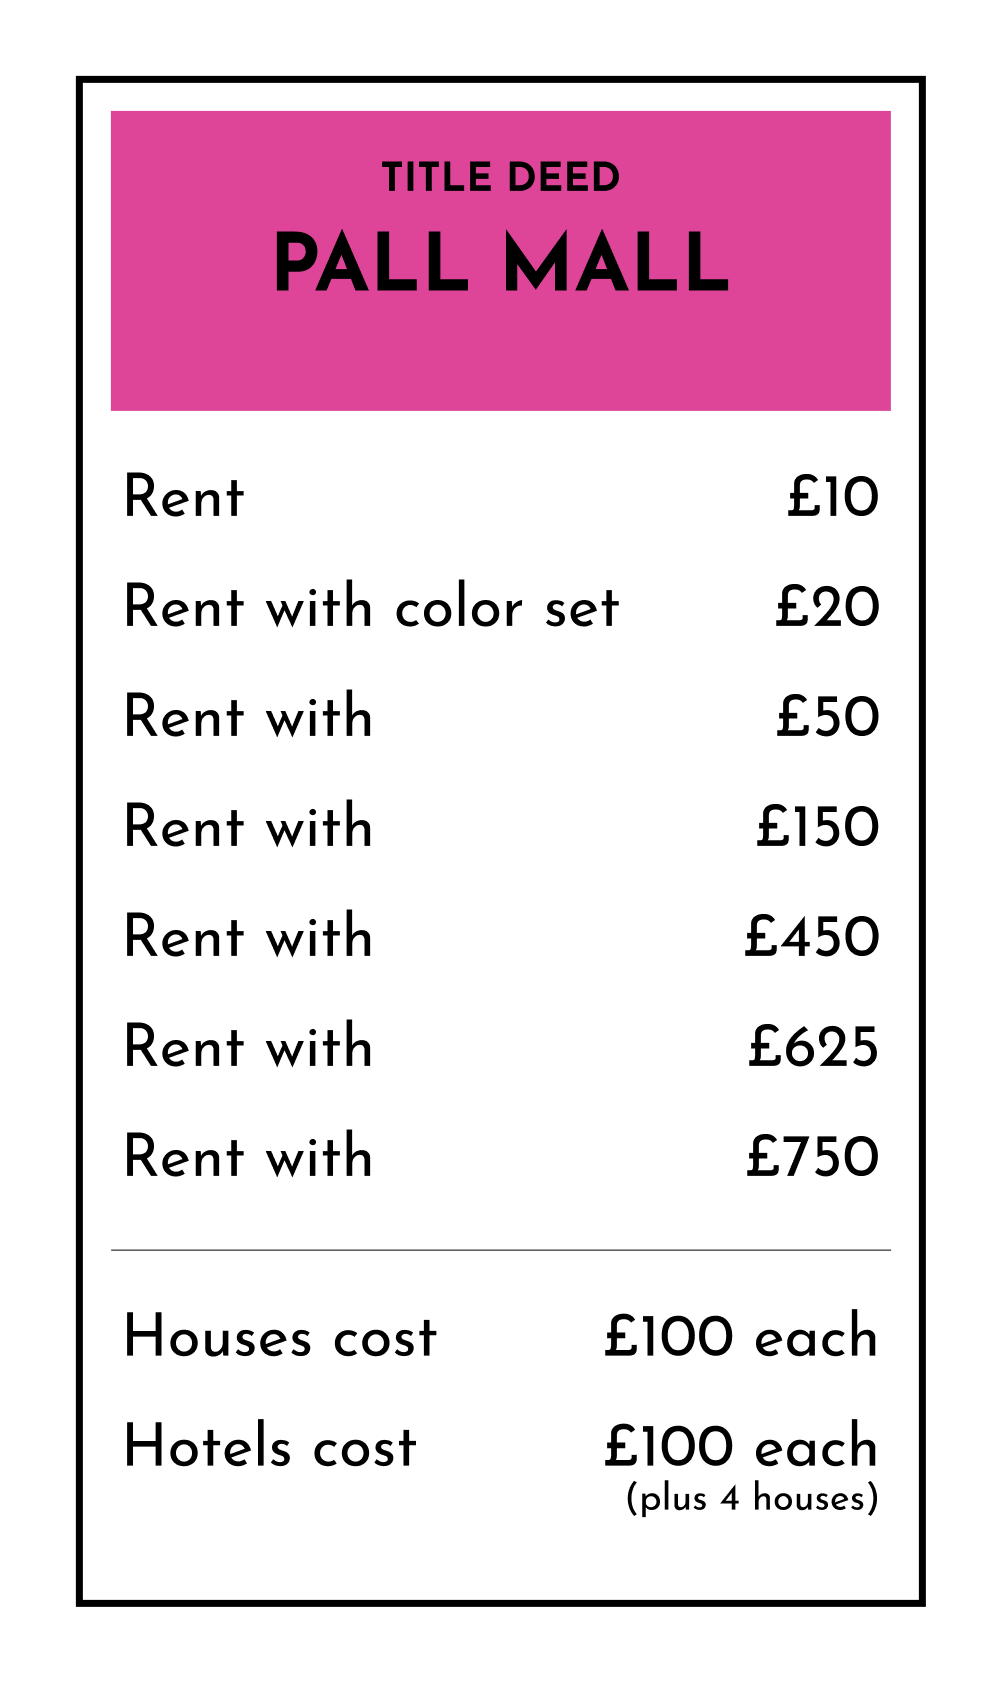 TITLE DEED
PALL MALL
Rent £10
Rent with color set £20
Rent with £50
Rent with £150
Rent with £450
Rent with £625
Rent with £750
Houses cost £100 each
Hotels cost £100 each
(plus 4 houses)